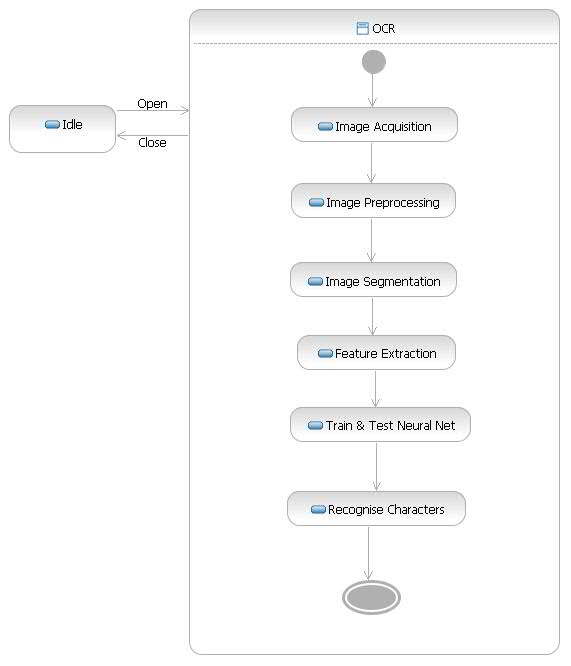 OCR
Open
Idle
Close
Image Acquisition
Image Preprocessing
Image Segmentation
Feature Extraction
Train & Test Neural Net
Recognise Characters